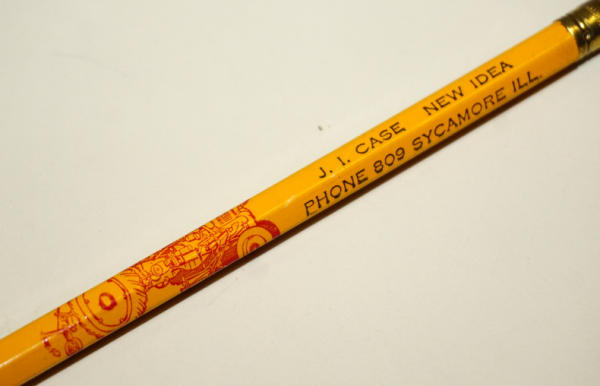 J. I. CASE NEW IDEA
PHONE 809 SYCAMORE ILL.